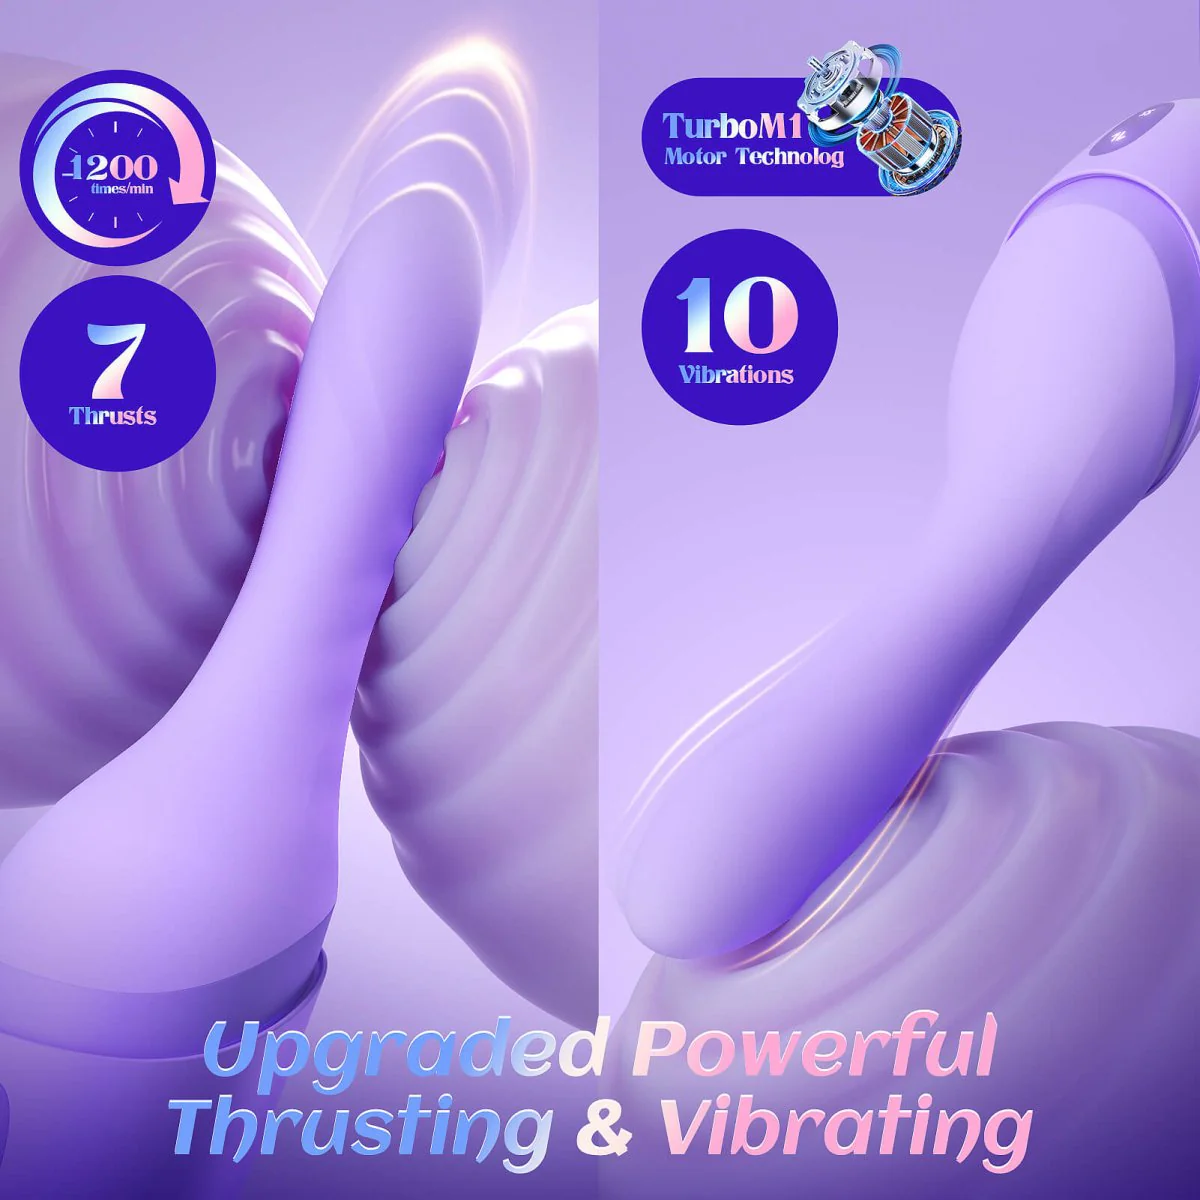 1200
times/min
7
Thrusts
TurboM1
Motor Technolog
10
Vibrations
Upgraded Powerful
Thrusting & Vibrating